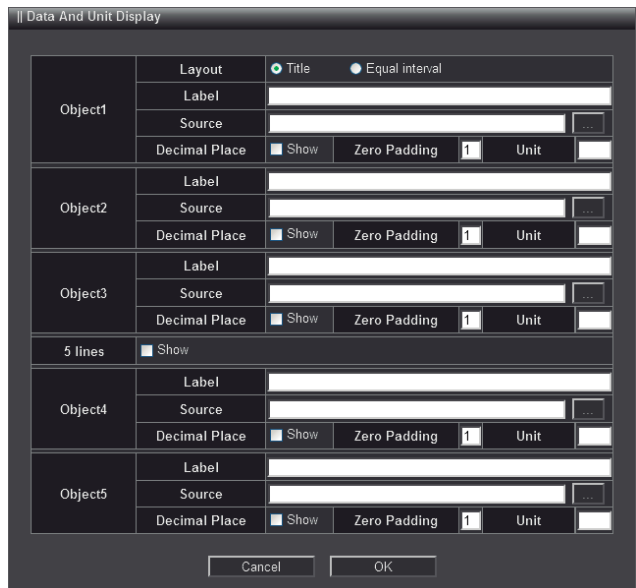 || Data And Unit Display
Object1
Layout Title Equal interval
Label
Source ...
Decimal Place Show Zero Padding 1 Unit
Object2
Label
Source ...
Decimal Place Show Zero Padding 1 Unit
Object3
Label
Source ...
Decimal Place Show Zero Padding 1 Unit
5 lines Show
Object4
Label
Source ...
Decimal Place Show Zero Padding 1 Unit
Object5
Label
Source ...
Decimal Place Show Zero Padding 1 Unit
Cancel OK